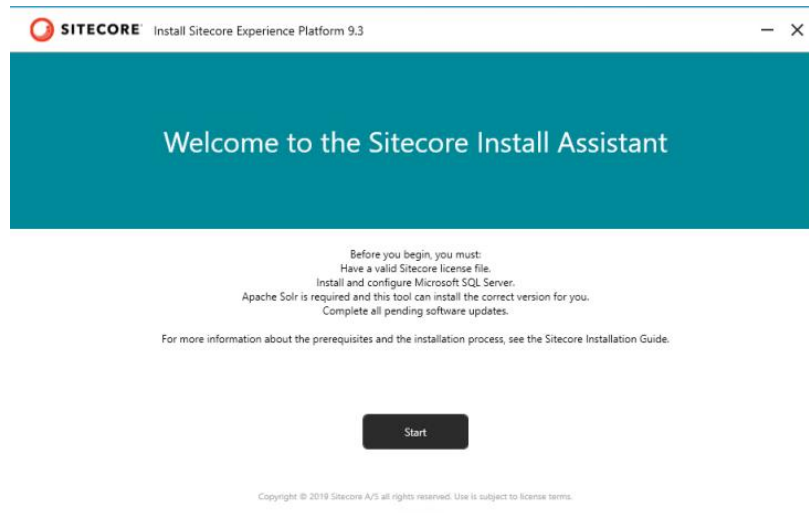 SITECORE Install Sitecore Experience Platform 9.3
Welcome to the Sitecore Install Assistant
Before you begin, you must:
Have a valid Sitecore license file.
Install and configure Microsoft SQL Server.
Apache Solr is required and this tool can install the correct version for you.
Complete all pending software updates.
For more information about the prerequisites and the installation process, see the Sitecore Installation Guide.
Start
Copyright © 2019 Sitecore A/S all rights reserved. Use is subject to license terms.